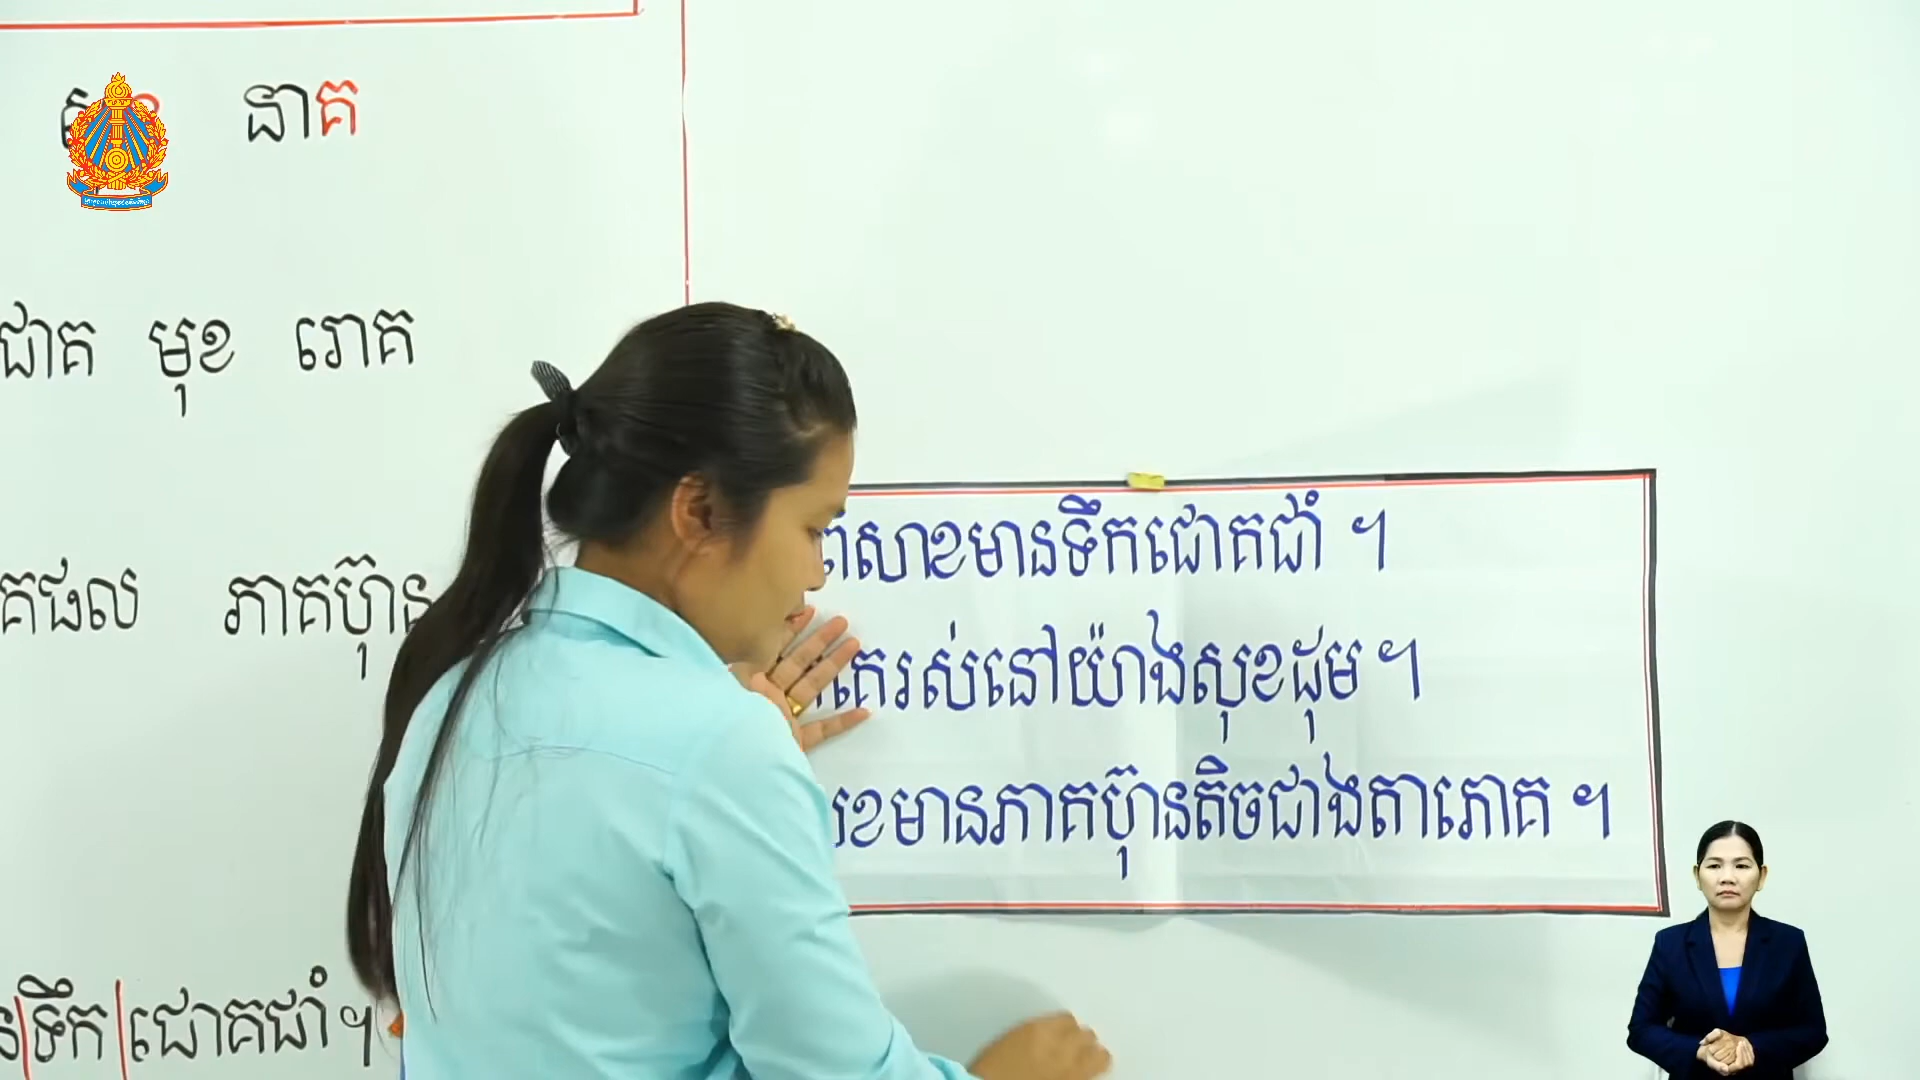 នាគ
ជោគ មុខ រោគ
គផល ភាគហ៊ុន
ទឹក ជោគជាំ ។
ពិសាខមានទឹកជោគជាំ ។
គេរស់នៅយ៉ាងសុខដុម ។
ខមានភាគហ៊ុនតិចជាងតាភោគ ។